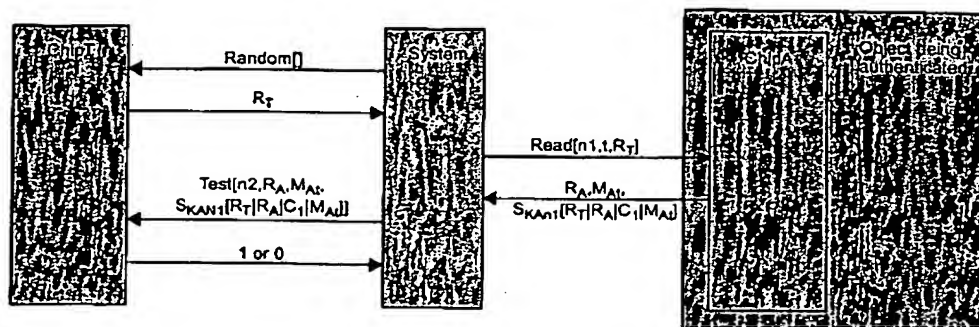 ChipT
System
ChipA
Object being
authenticated
Random[]
R_T
Read[n1,t,R_T]
R_A,M_At,
S_KAn1[R_T|R_A|C_1|M_At]
Test[n2,R_A,M_At,
S_KAN1[R_T|R_A|C_1|M_At]]
1 or 0